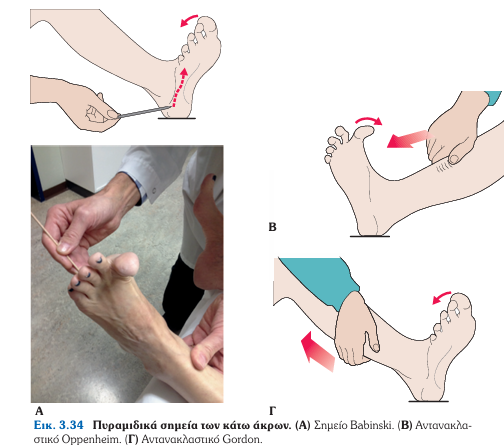 Β
Α
Γ
Εικ. 3.34 Πυραμιδικά σημεία των κάτω άκρων. (Α) Σημείο Babinski. (Β) Αντανακλα-
στικό Oppenheim. (Γ) Αντανακλαστικό Gordon.